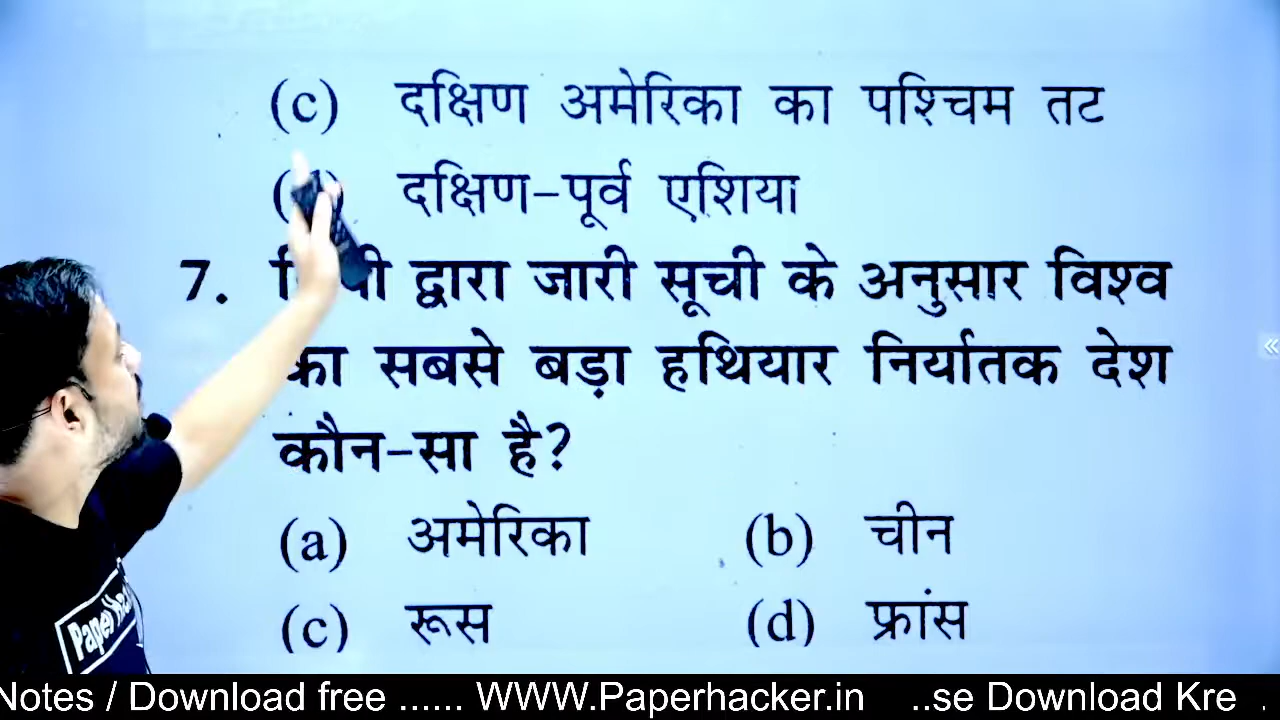 (c) दक्षिण अमेरिका का पश्चिम तट
दक्षिण-पूर्व एशिया
7. द्वारा जारी सूची के अनुसार विश्व
का सबसे बड़ा हथियार निर्यातक देश
कौन-सा है?
(a) अमेरिका (b) चीन
(c) रूस (d) फ्रांस
Notes / Download free ...... WWW.Paperhacker.in ..se Download Kre .